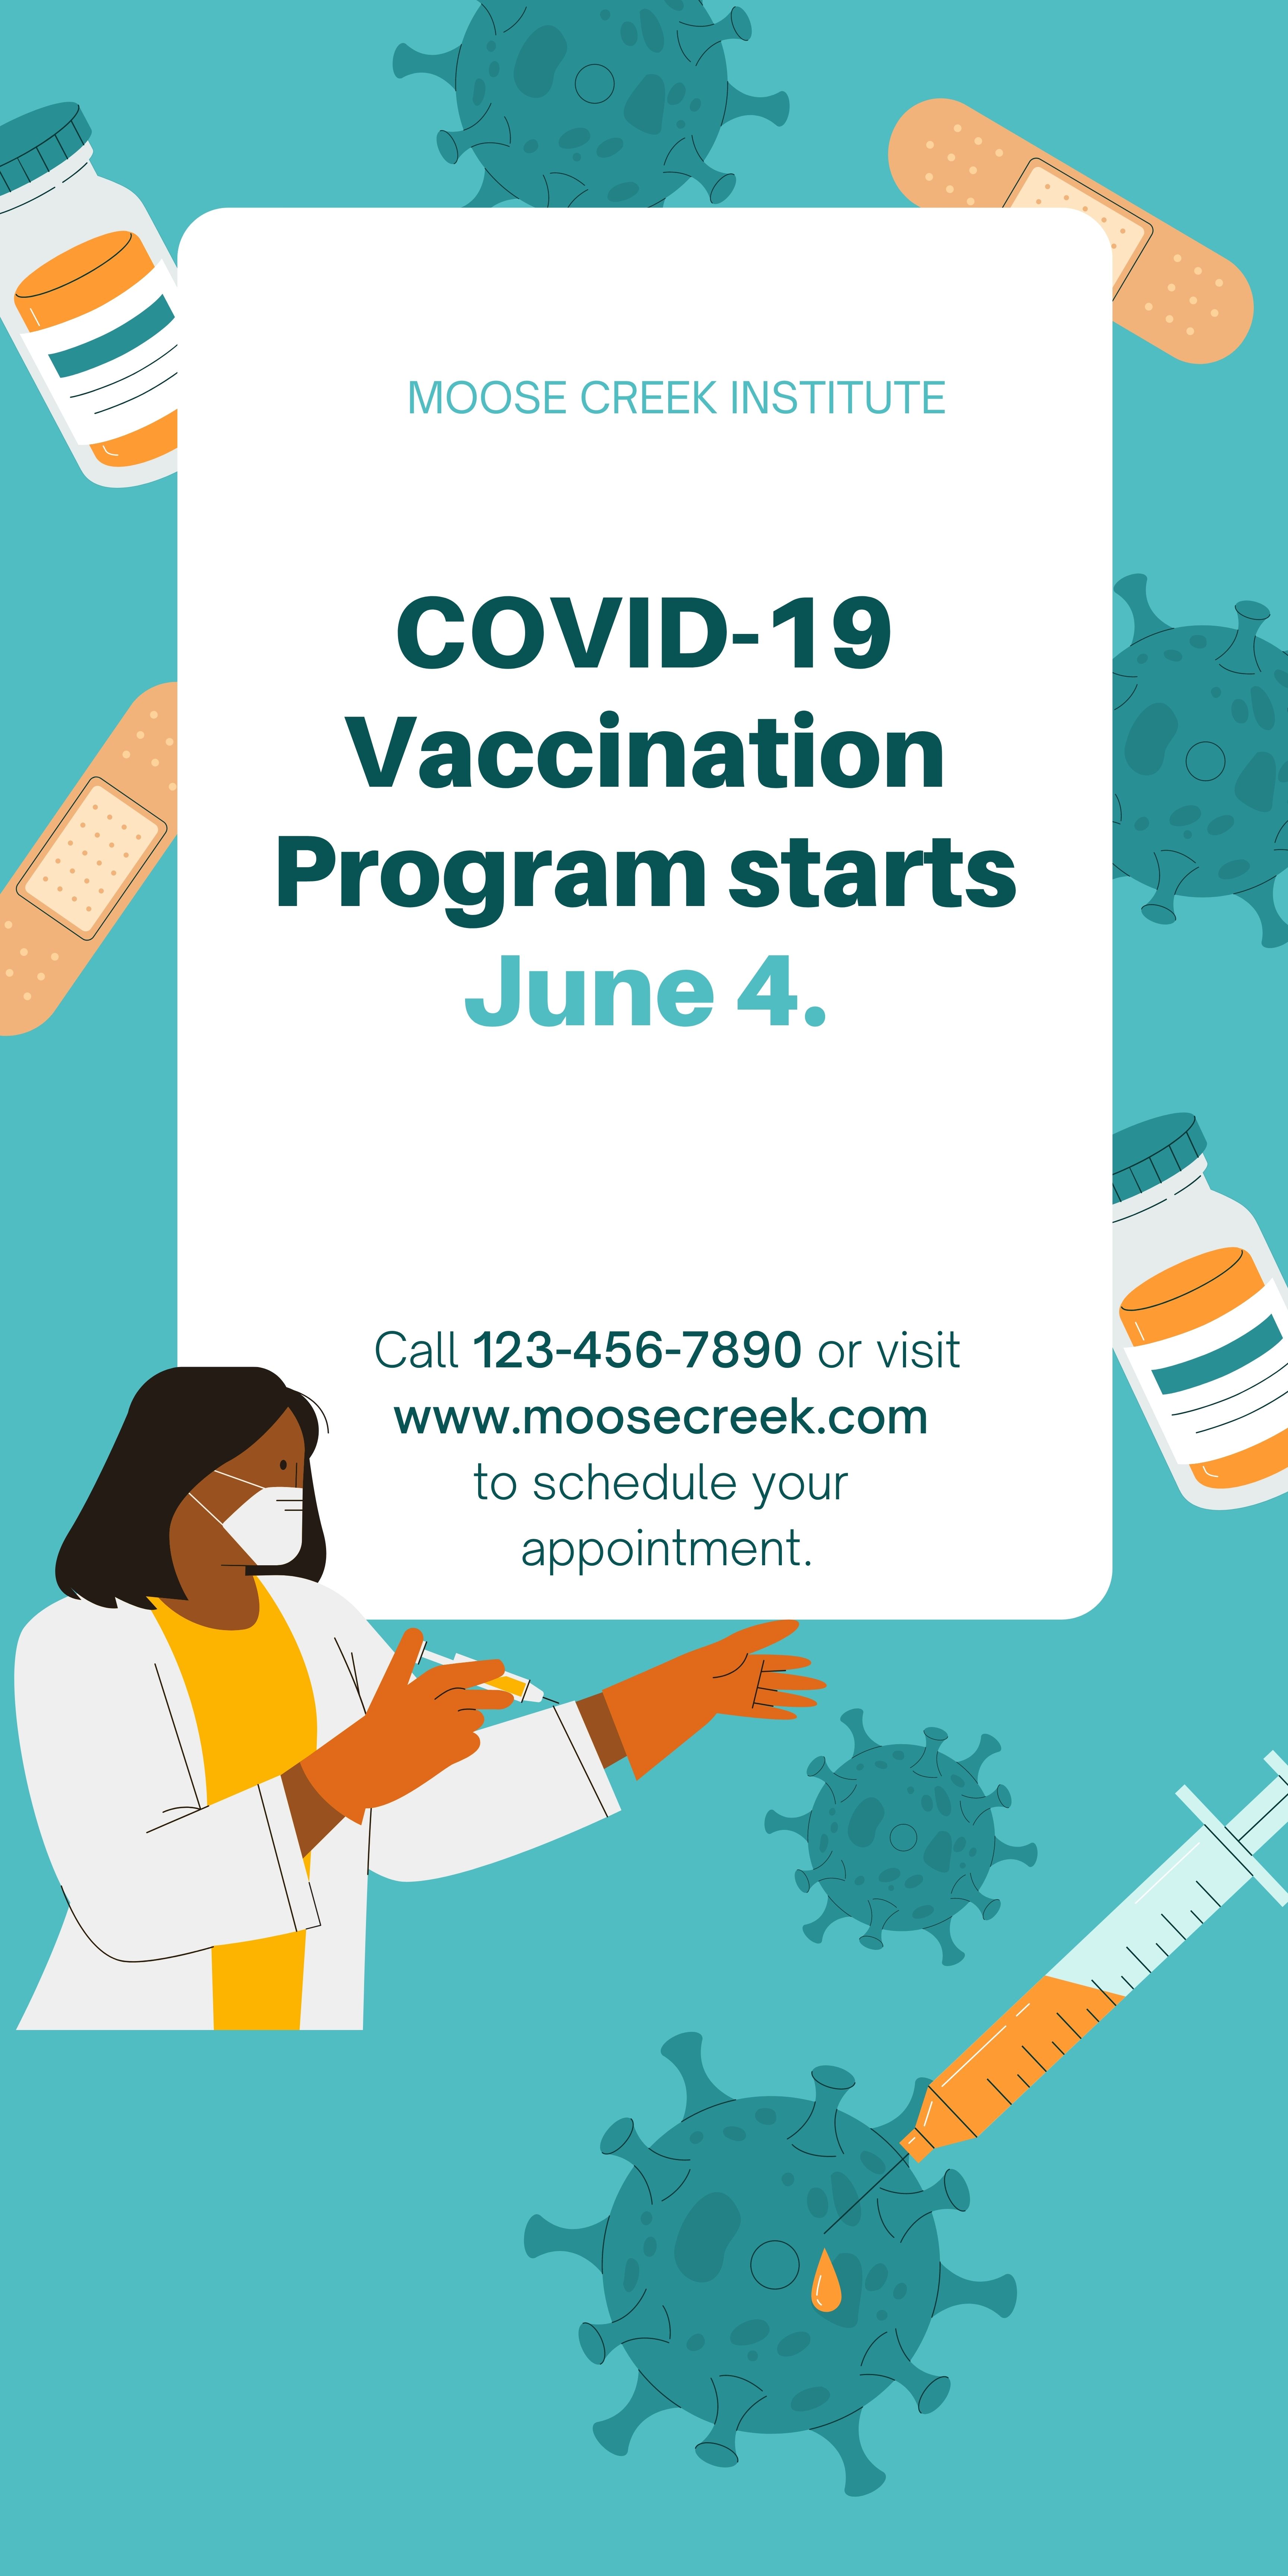 MOOSE CREEK INSTITUTE
COVID-19
Vaccination
Program starts
June 4.
Call 123-456-7890 or visit
www.moosecreek.com
to schedule your
appointment.